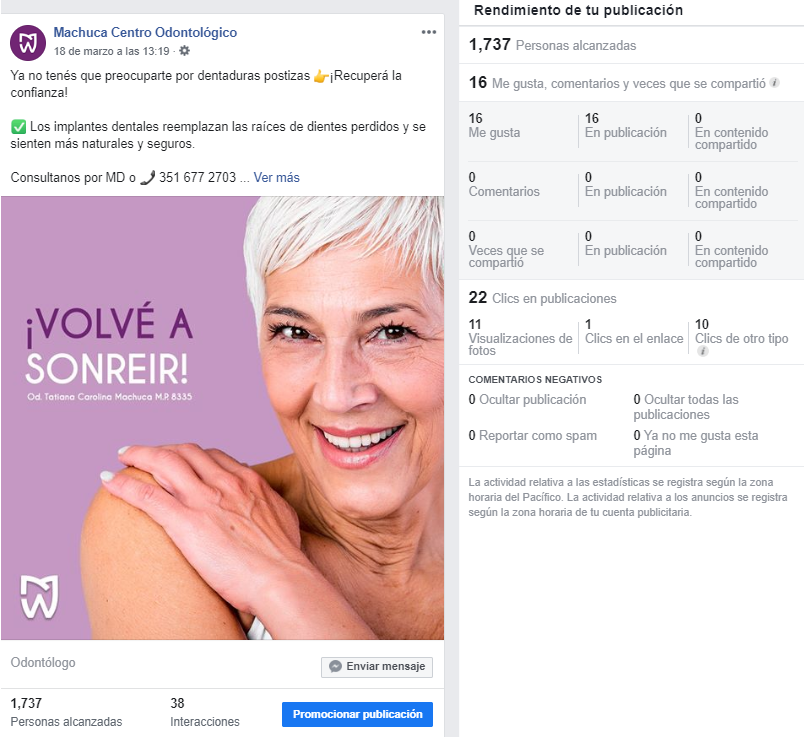 Machuca Centro Odontológico
18 de marzo a las 13:19 ·
Ya no tenés que preocuparte por dentaduras postizas 👉¡Recuperá la
confianza!
✅ Los implantes dentales reemplazan las raíces de dientes perdidos y se
sienten más naturales y seguros.
Consultanos por MD o 📞 351 677 2703 ... Ver más
¡VOLVÉ A
SONREIR!
Od. Tatiana Carolina Machuca M.P. 8335
Odontólogo
Enviar mensaje
1,737
Personas alcanzadas
38
Interacciones
Promocionar publicación
Rendimiento de tu publicación
1,737 Personas alcanzadas
16 Me gusta, comentarios y veces que se compartió
16
Me gusta
16
En publicación
0
En contenido
compartido
0
Comentarios
0
En publicación
0
En contenido
compartido
0
Veces que se
compartió
0
En publicación
0
En contenido
compartido
22 Clics en publicaciones
11
Visualizaciones de
fotos
1
Clics en el enlace
10
Clics de otro tipo
COMENTARIOS NEGATIVOS
0 Ocultar publicación
0 Ocultar todas las
publicaciones
0 Reportar como spam
0 Ya no me gusta esta
página
La actividad relativa a las estadísticas se registra según la zona
horaria del Pacífico. La actividad relativa a los anuncios se registra
según la zona horaria de tu cuenta publicitaria.